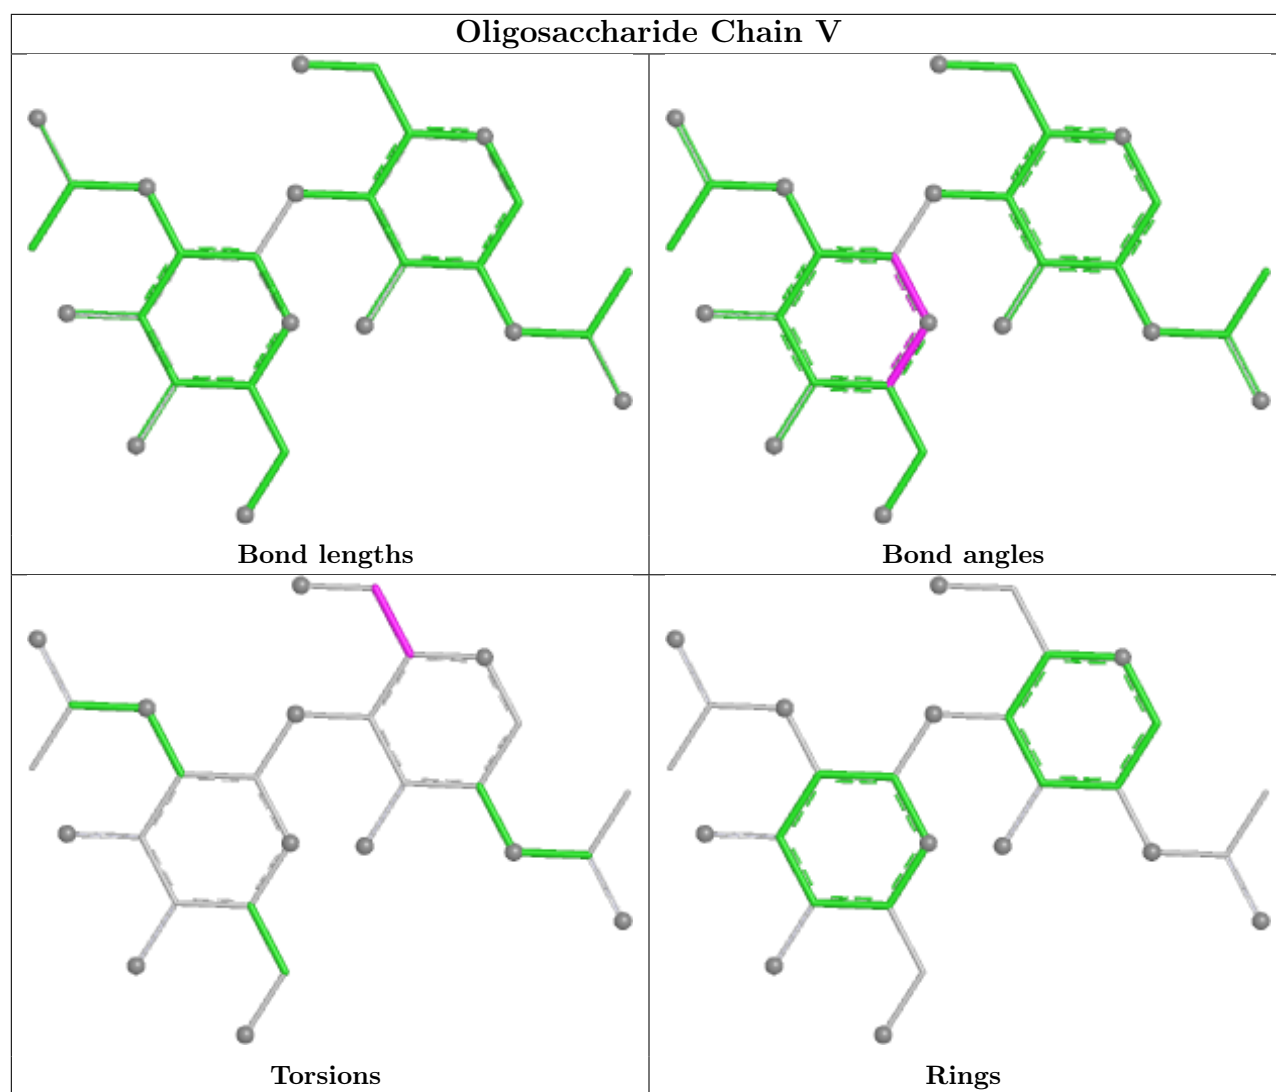 Oligosaccharide Chain V
Bond lengths
Bond angles
Torsions
Rings